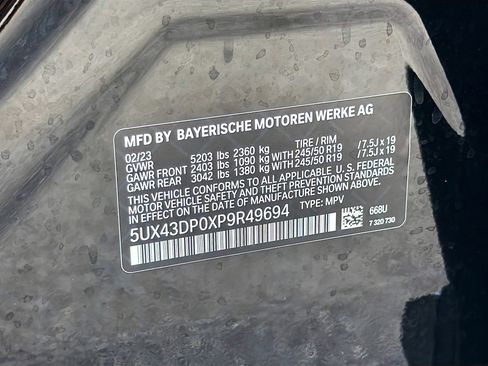 MFD BY BAYERISCHE MOTOREN WERKE AG
02/23 5203 lbs 2360 kg TIRE / RIM
GVWR
GAWR FRONT 2403 lbs 1090 kg WITH 245/50 R19 / 7.5J x 19
GAWR REAR 3042 lbs 1380 kg WITH 245/50 R19 / 7.5J x 19
THIS VEHICLE CONFORMS TO ALL APPLICABLE U.S. FEDERAL
MOTOR VEHICLE SAFETY STANDARDS IN EFFECT ON THE
DATE OF MANUFACTURE SHOWN ABOVE.
5UX43DP0XP9R49694 TYPE: MPV
668U
7 320 730